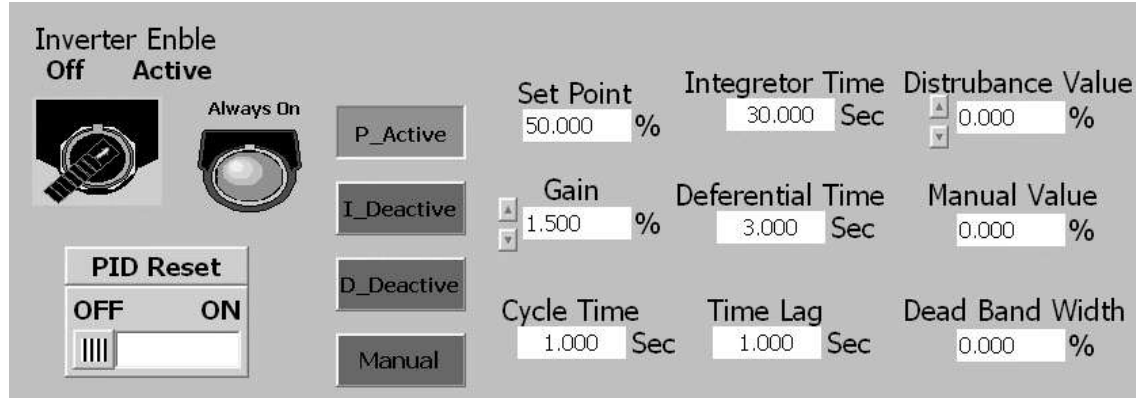 Inverter Enble
Off Active
Always On
PID Reset
OFF ON
P_Active
I_Deactive
D_Deactive
Manual
Set Point
50.000 %
Integretor Time
30.000 Sec
Distrubance Value
0.000 %
Gain
1.500 %
Deferential Time
3.000 Sec
Manual Value
0.000 %
Cycle Time
1.000 Sec
Time Lag
1.000 Sec
Dead Band Width
0.000 %